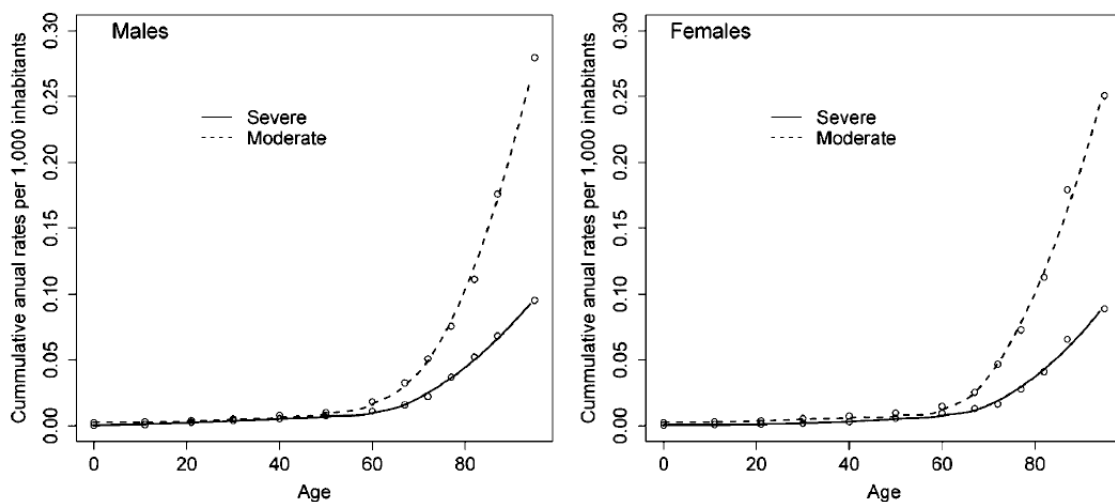 Males
Cummulative anual rates per 1,000 inhabitants
0.30
0.25
0.20
0.15
0.10
0.05
0.00
Severe
Moderate
0 20 40 60 80
Age
Females
Cummulative anual rates per 1,000 inhabitants
0.30
0.25
0.20
0.15
0.10
0.05
0.00
Severe
Moderate
0 20 40 60 80
Age